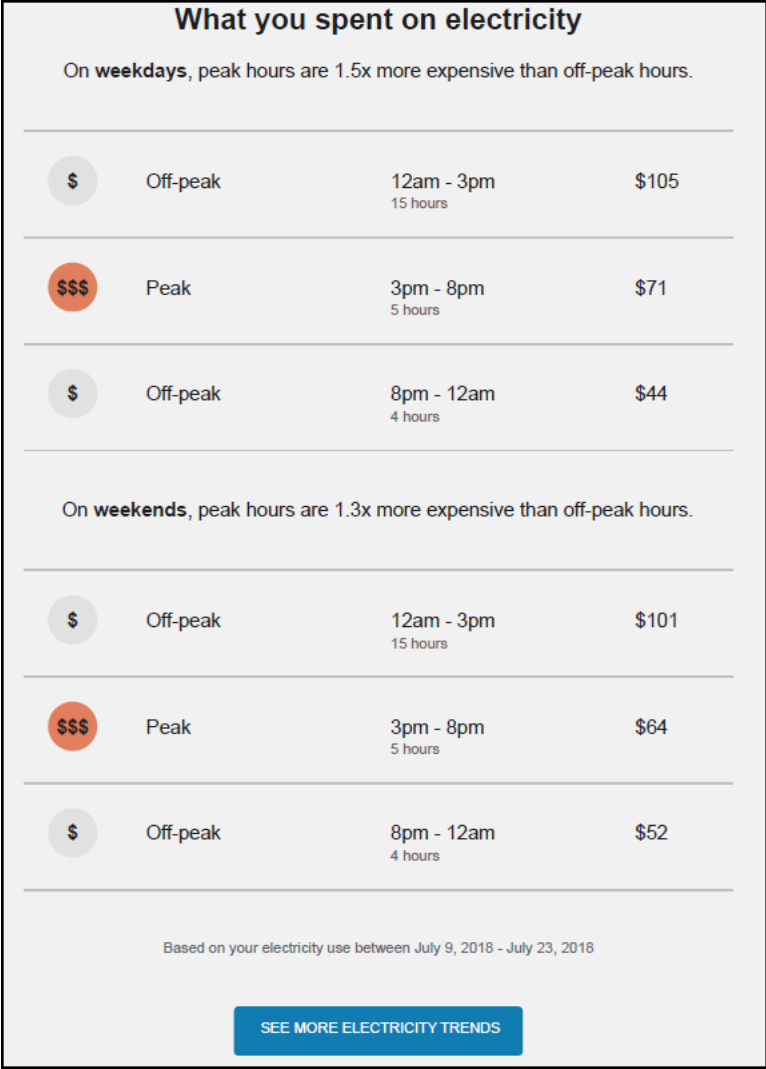 What you spent on electricity
On weekdays, peak hours are 1.5x more expensive than off-peak hours.
$ Off-peak 12am - 3pm $105
15 hours
$$$ Peak 3pm - 8pm $71
5 hours
$ Off-peak 8pm - 12am $44
4 hours
On weekends, peak hours are 1.3x more expensive than off-peak hours.
$ Off-peak 12am - 3pm $101
15 hours
$$$ Peak 3pm - 8pm $64
5 hours
$ Off-peak 8pm - 12am $52
4 hours
Based on your electricity use between July 9, 2018 - July 23, 2018
SEE MORE ELECTRICITY TRENDS